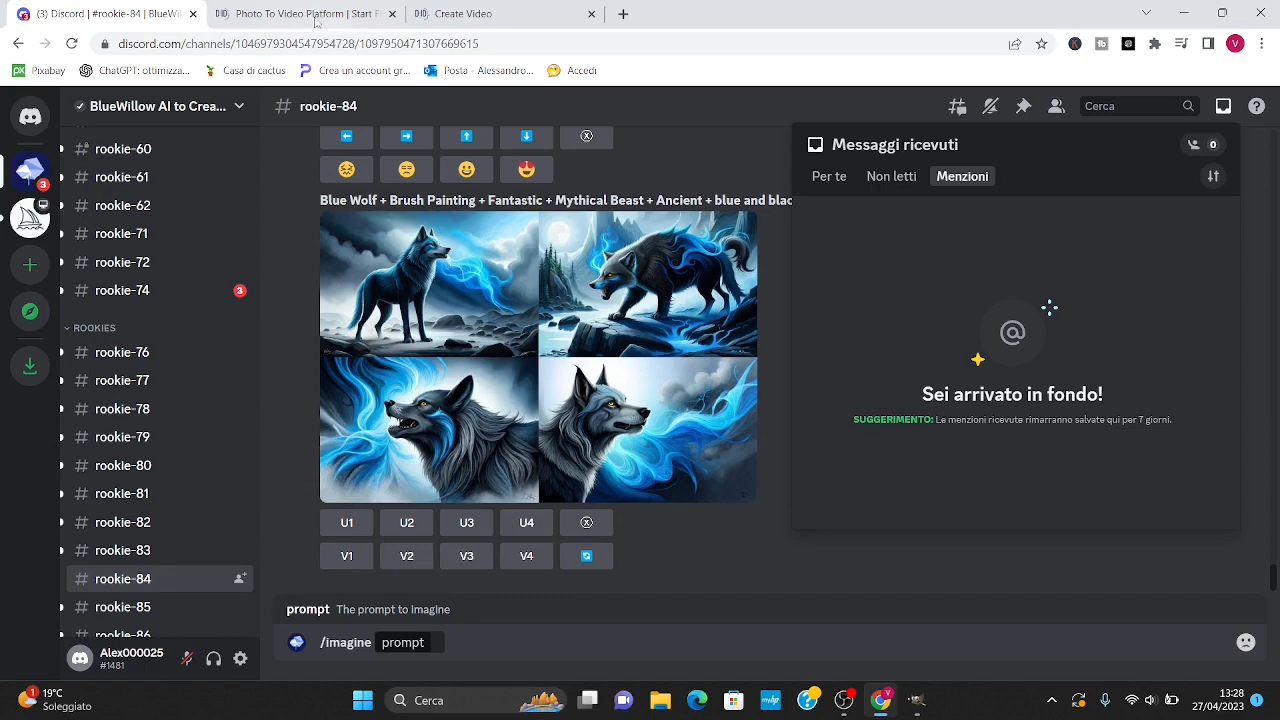 (3) Discord | #rookie-84 | BlueWil
Photo To Video Platform | Start F
Create Video
discord.com/channels/1046979304547954728/1097950471307669615
V
Pixabay
ChatGPT: ottimizza...
Casa di cactus
Crea un account gr...
Posta - Alessandro...
Accedi
BlueWillow AI to Crea...
rookie-84
Cerca
rookie-60
rookie-61
rookie-62
rookie-71
rookie-72
rookie-74
3
ROOKIES
rookie-76
rookie-77
rookie-78
rookie-79
rookie-80
rookie-81
rookie-82
rookie-83
rookie-84
rookie-85
rookie-86
3
Blue Wolf + Brush Painting + Fantastic + Mythical Beast + Ancient + blue and blac
U1 U2 U3 U4
V1 V2 V3 V4
Messaggi ricevuti
0
Per te Non letti Menzioni
Sei arrivato in fondo!
SUGGERIMENTO: Le menzioni ricevute rimarranno salvate qui per 7 giorni.
prompt The prompt to imagine
/imagine prompt
Alex000025
#1481
1
19°C
Soleggiato
Cerca
13:28
27/04/2023
1